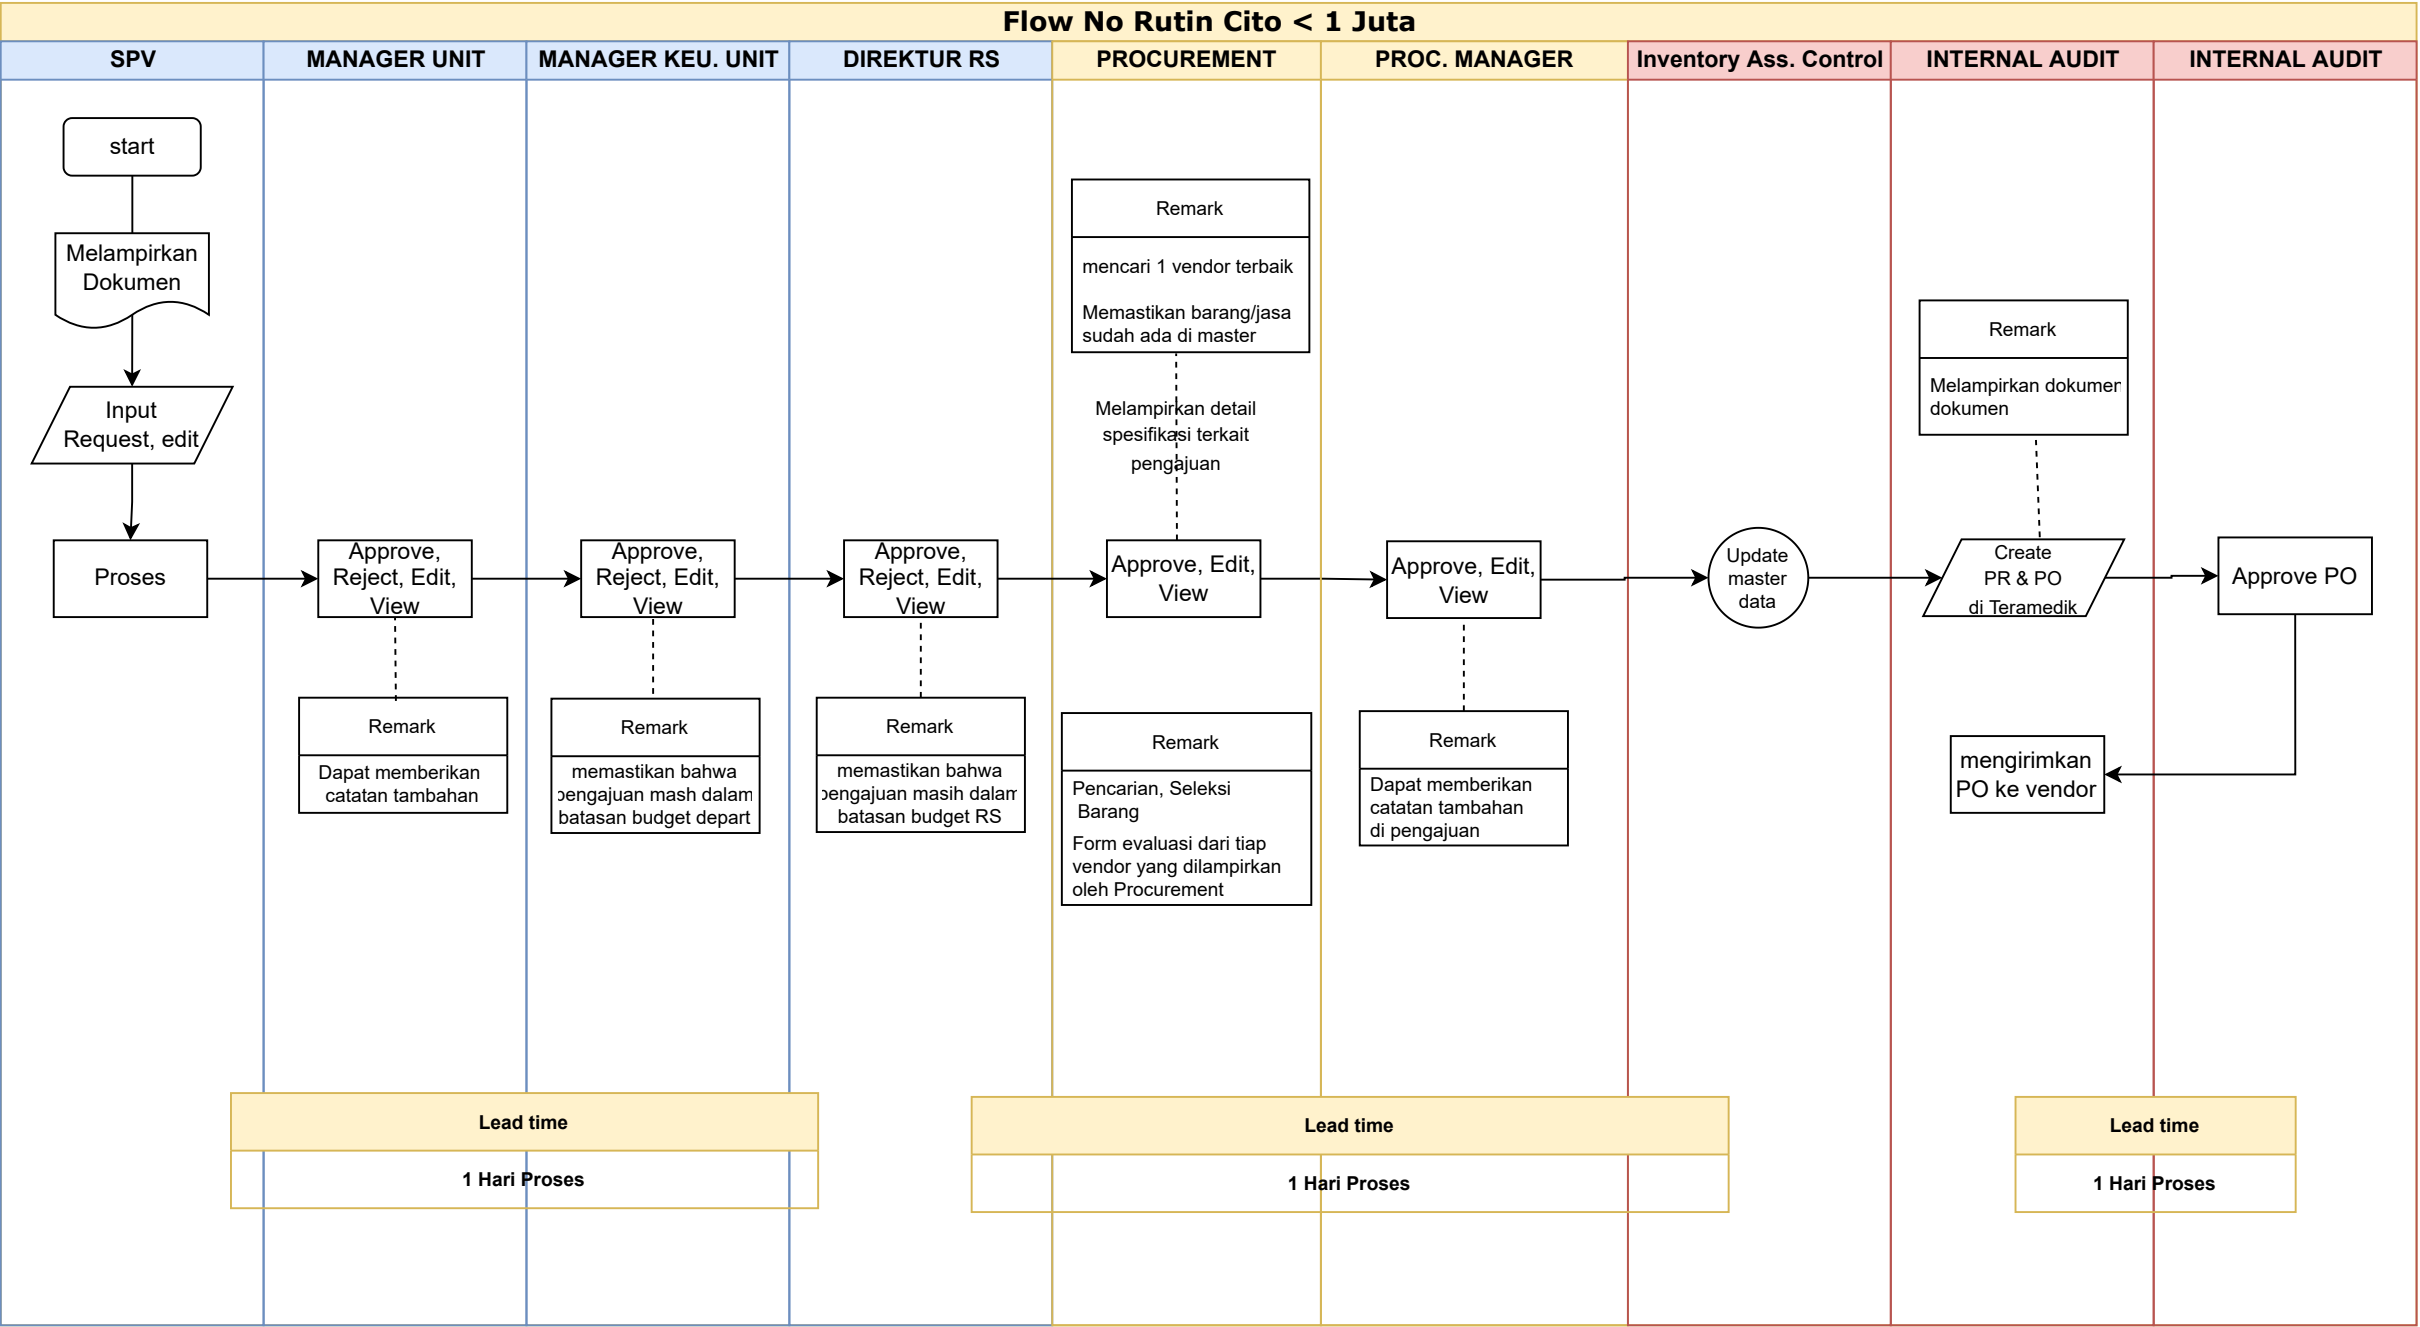 Flow No Rutin Cito < 1 Juta
SPV
MANAGER UNIT
MANAGER KEU. UNIT
DIREKTUR RS
PROCUREMENT
PROC. MANAGER
Inventory Ass. Control
INTERNAL AUDIT
INTERNAL AUDIT
start
Melampirkan
Dokumen
Input
Request, edit
Proses
Approve,
Reject, Edit,
View
Remark
Dapat memberikan
catatan tambahan
Approve,
Reject, Edit,
View
Remark
memastikan bahwa
pengajuan mash dalam
batasan budget depart
Approve,
Reject, Edit,
View
Remark
memastikan bahwa
pengajuan masih dalam
batasan budget RS
Remark
mencari 1 vendor terbaik
Memastikan barang/jasa
sudah ada di master
Melampirkan detail
spesifikasi terkait
pengajuan
Approve, Edit,
View
Remark
Pencarian, Seleksi
Barang
Form evaluasi dari tiap
vendor yang dilampirkan
oleh Procurement
Approve, Edit,
View
Remark
Dapat memberikan
catatan tambahan
di pengajuan
Update
master
data
Remark
Melampirkan dokumen
dokumen
Create
PR & PO
di Teramedik
Approve PO
mengirimkan
PO ke vendor
Lead time
1 Hari Proses
Lead time
1 Hari Proses
Lead time
1 Hari Proses